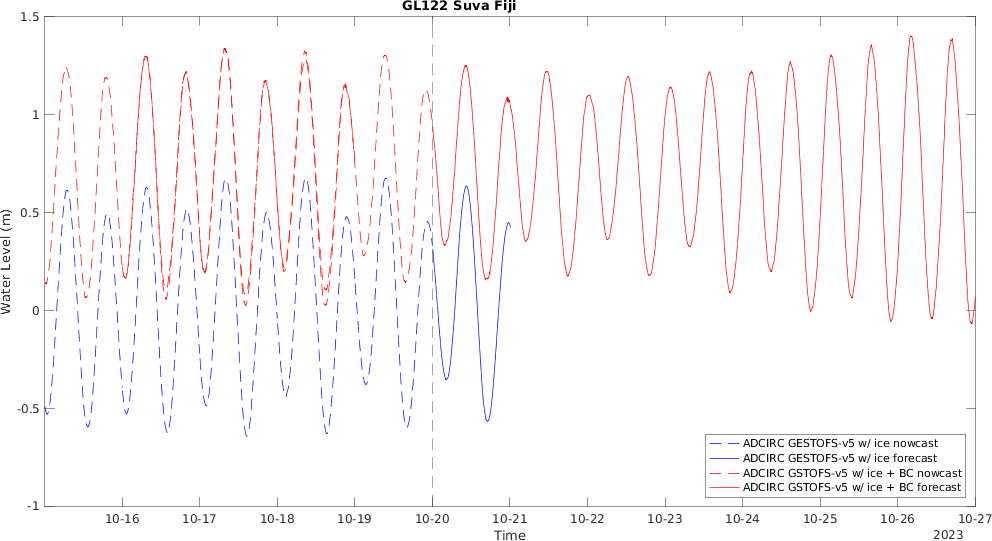 GL122 Suva Fiji
1.5
1
0.5
0
-0.5
-1
Water Level (m)
10-16 10-17 10-18 10-19 10-20 10-21 10-22 10-23 10-24 10-25 10-26 10-27
Time
2023
ADCIRC GESTOFS-v5 w/ ice nowcast
ADCIRC GESTOFS-v5 w/ ice forecast
ADCIRC GSTOFS-v5 w/ ice + BC nowcast
ADCIRC GSTOFS-v5 w/ ice + BC forecast